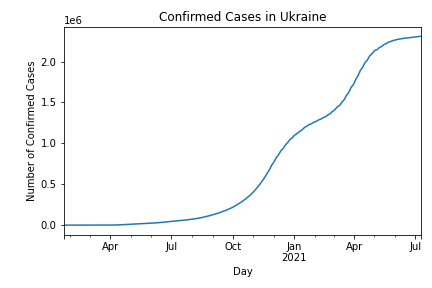 Confirmed Cases in Ukraine
1e6
2.0
1.5
1.0
0.5
0.0
Number of Confirmed Cases
Apr Jul Oct Jan Apr Jul
2021
Day